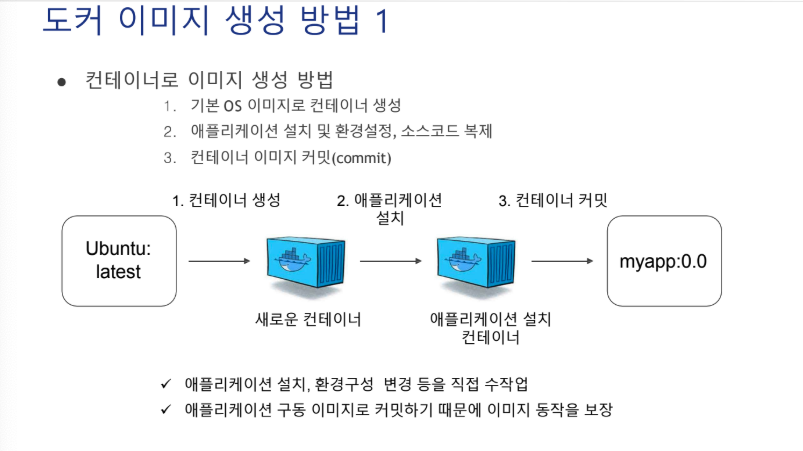 도커 이미지 생성 방법 1
● 컨테이너로 이미지 생성 방법
1. 기본 OS 이미지로 컨테이너 생성
2. 애플리케이션 설치 및 환경설정, 소스코드 복제
3. 컨테이너 이미지 커밋(commit)
1. 컨테이너 생성
2. 애플리케이션
설치
3. 컨테이너 커밋
Ubuntu:
latest
myapp:0.0
새로운 컨테이너
애플리케이션 설치
컨테이너
✓ 애플리케이션 설치, 환경구성 변경 등을 직접 수작업
✓ 애플리케이션 구동 이미지로 커밋하기 때문에 이미지 동작을 보장